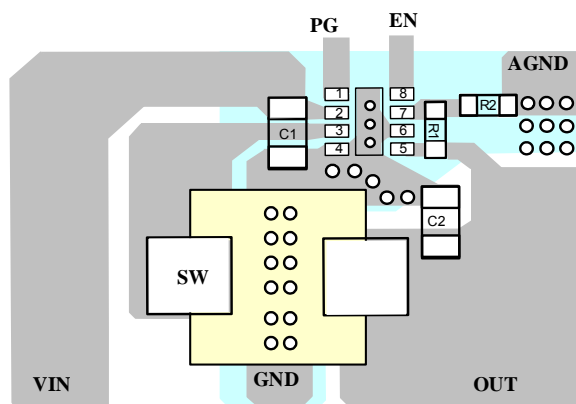 PG EN
AGND
1 8
2 7
3 6
4 5
C1
R1
R2
C2
SW
GND
VIN
OUT